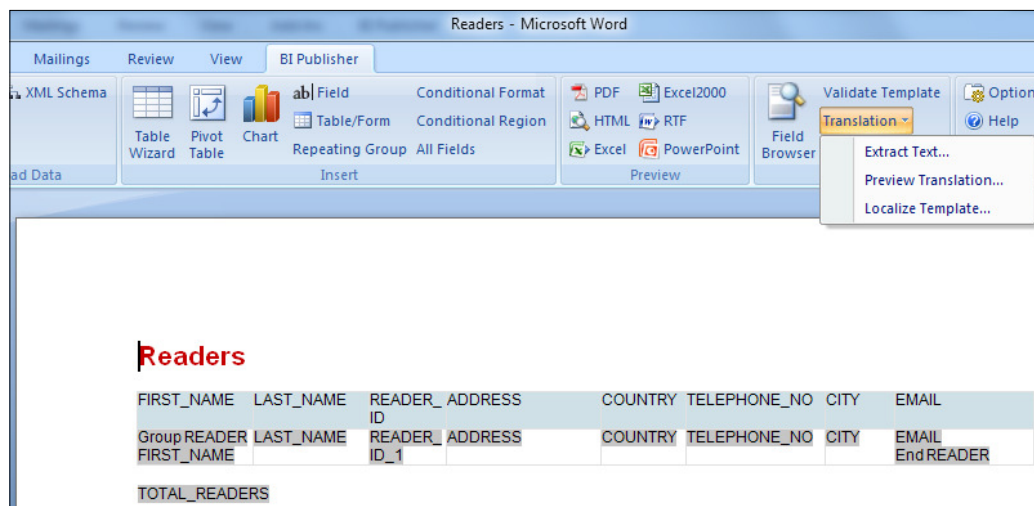 Readers - Microsoft Word
Mailings Review View BI Publisher
XML Schema
Table Wizard
Pivot Table
Chart
ab Field
Table/Form
Repeating Group
Conditional Format
Conditional Region
All Fields
Insert
PDF Excel2000
HTML RTF
Excel PowerPoint
Preview
Field Browser
Validate Template
Translation
Extract Text...
Preview Translation...
Localize Template...
Option
Help
ad Data
Readers
FIRST_NAME LAST_NAME READER_ID ADDRESS COUNTRY TELEPHONE_NO CITY EMAIL
Group READER FIRST_NAME LAST_NAME READER_ID_1 ADDRESS COUNTRY TELEPHONE_NO CITY EMAIL End READER
TOTAL_READERS